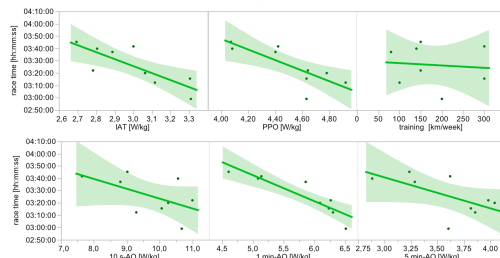 race time [hh:mm:ss]
04:10:00
04:00:00
03:50:00
03:40:00
03:30:00
03:20:00
03:10:00
03:00:00
02:50:00
2,6 2,7 2,8 2,9 3,0 3,1 3,2 3,3
4,00 4,20 4,40 4,60 4,80
0 100 200 300
IAT [W/kg] PPO [W/kg] training [km/week]
race time [hh:mm:ss]
04:10:00
04:00:00
03:50:00
03:40:00
03:30:00
03:20:00
03:10:00
03:00:00
02:50:00
7,0 8,0 9,0 10,0 11,0
4,5 5,0 5,5 6,0 6,5
2,75 3,00 3,25 3,50 3,75 4,00
10 s-AO [W/kg] 1 min-AO [W/kg] 5 min-AO [W/kg]